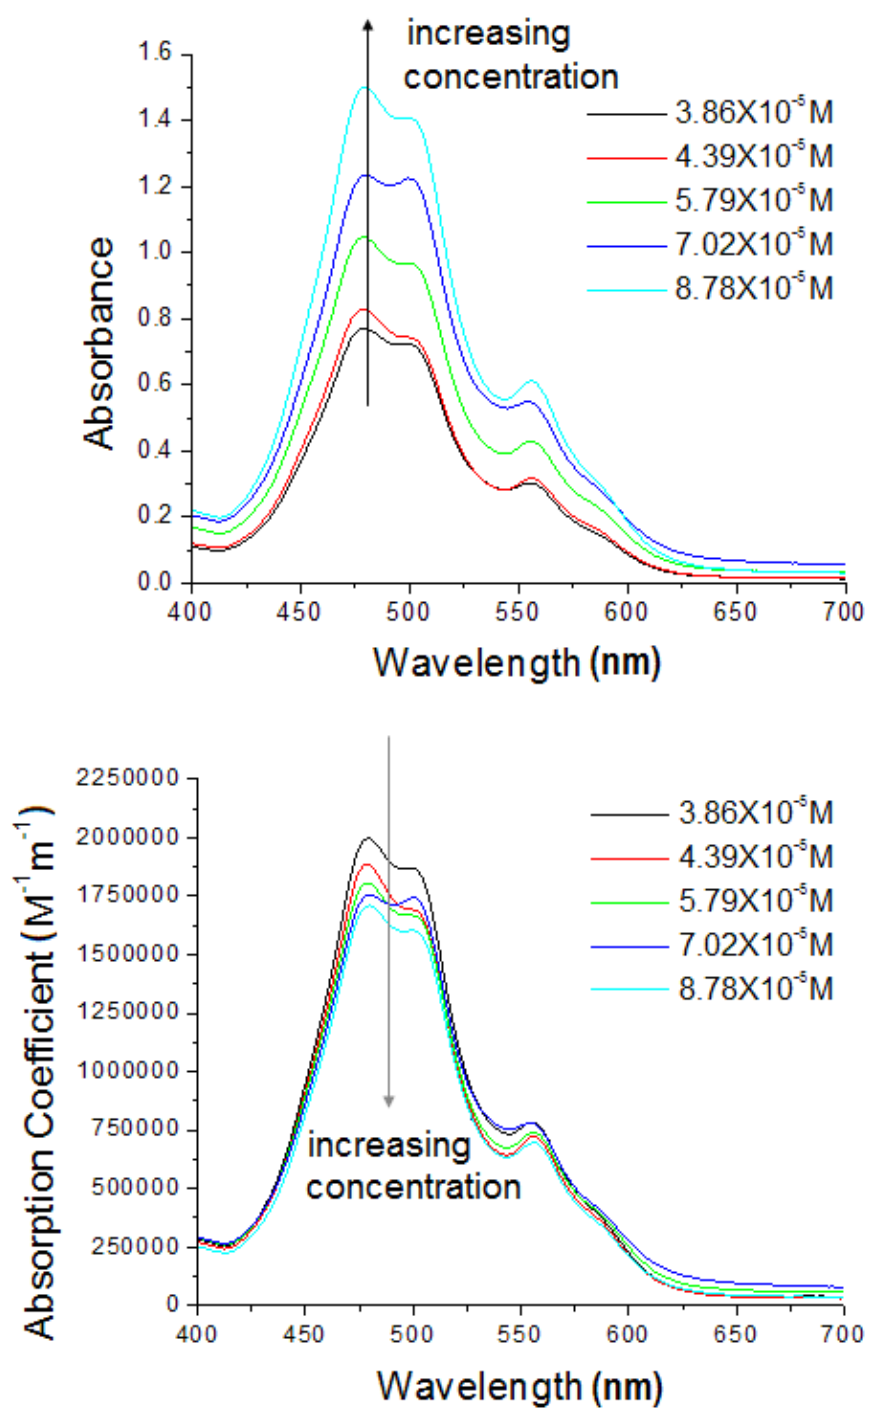 increasing
concentration
1.6
1.4
1.2
1.0
0.8
0.6
0.4
0.2
0.0
Absorbance
3.86X10⁻⁵M
4.39X10⁻⁵M
5.79X10⁻⁵M
7.02X10⁻⁵M
8.78X10⁻⁵M
400 450 500 550 600 650 700
Wavelength (nm)
2250000
2000000
1750000
1500000
1250000
1000000
750000
500000
250000
0
Absorption Coefficient (M⁻¹m⁻¹)
3.86X10⁻⁵M
4.39X10⁻⁵M
5.79X10⁻⁵M
7.02X10⁻⁵M
8.78X10⁻⁵M
increasing
concentration
400 450 500 550 600 650 700
Wavelength (nm)